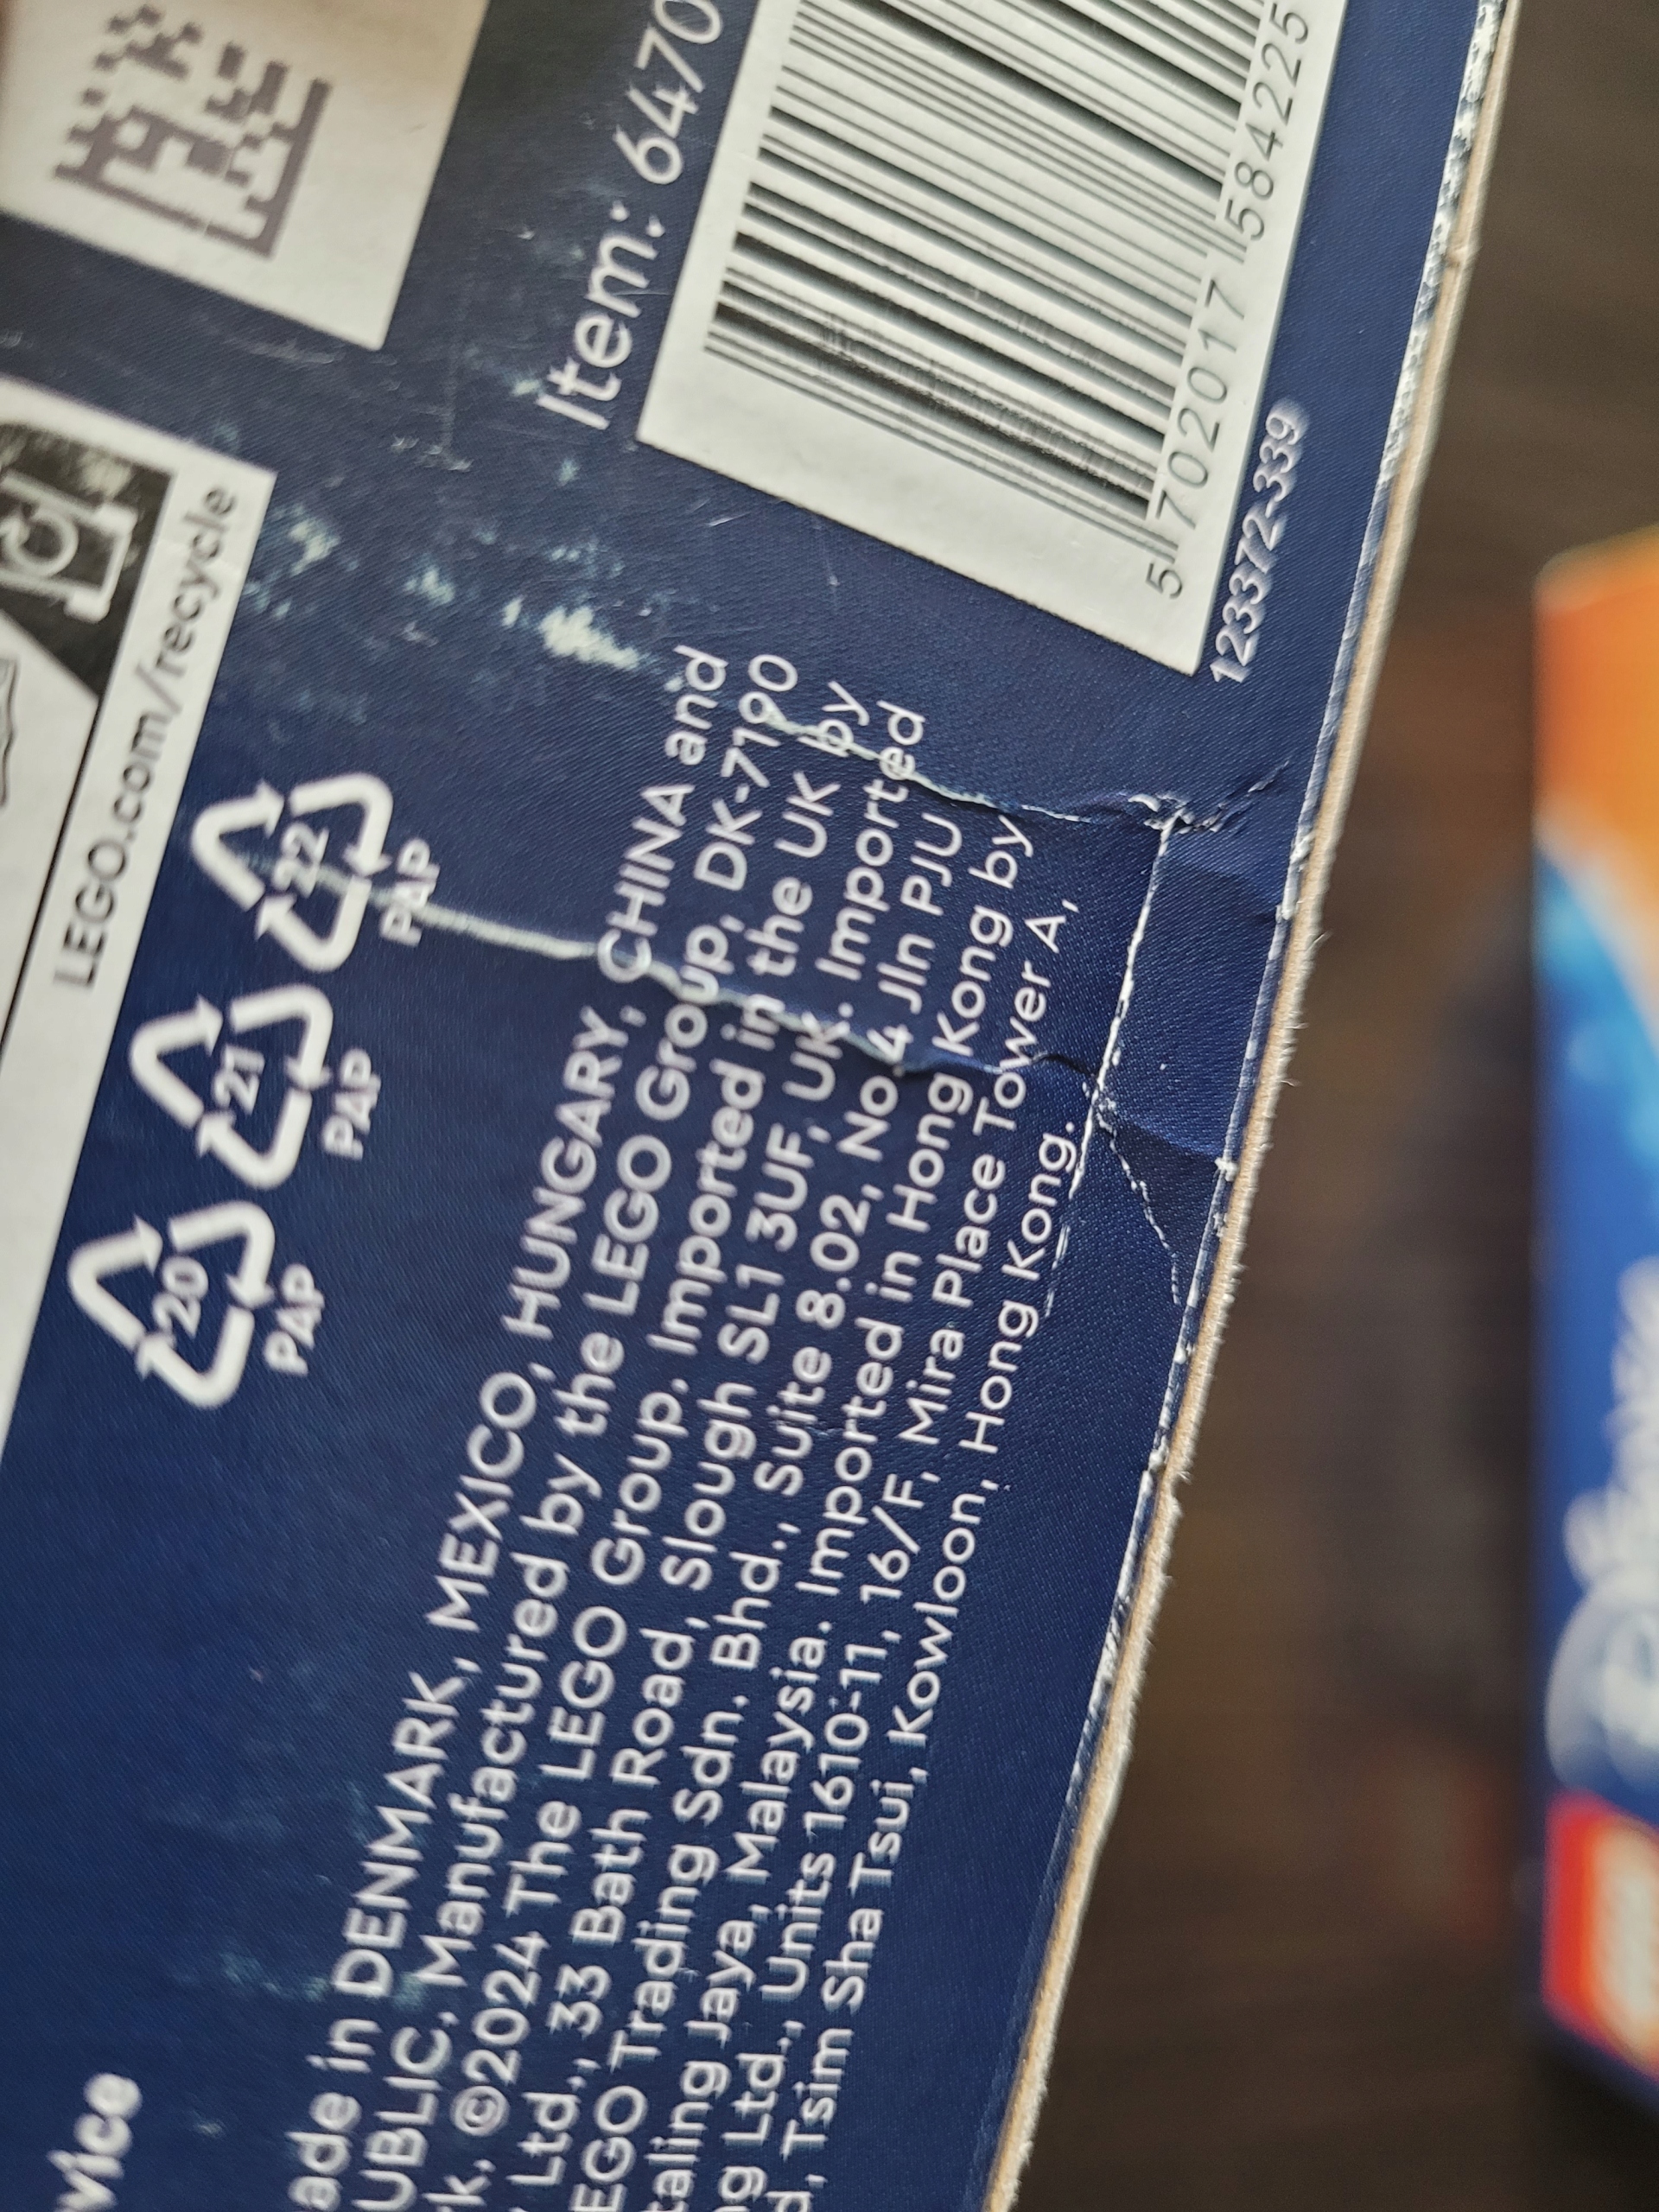 LEGO.com/recycle
20
PAP
21
PAP
22
PAP
Item: 6470
5 702017 584225
123372-339
ade in DENMARK, MEXICO, HUNGARY, CHINA and
UBLIC. Manufactured by the LEGO Group, DK-7190
rk. ©2024 The LEGO Group. Imported in the UK by
Ltd., 33 Bath Road, Slough SL1 3UF, UK. Imported
EGO Trading Sdn. Bhd., Suite 8.02, No 4 Jln PJU
taling Jaya, Malaysia. Imported in Hong Kong by
ng Ltd., Units 1610-11, 16/F, Mira Place Tower A,
d, Tsim Sha Tsui, Kowloon, Hong Kong.
vice